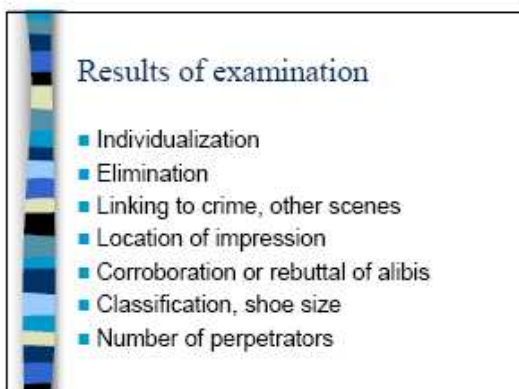 Results of examination
Individualization
Elimination
Linking to crime, other scenes
Location of impression
Corroboration or rebuttal of alibis
Classification, shoe size
Number of perpetrators